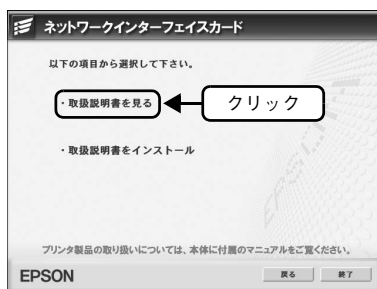 ネットワークインターフェイスカード
以下の項目から選択して下さい。
・取扱説明書を見る
クリック
・取扱説明書をインストール
プリンタ製品の取り扱いについては、本体に付属のマニュアルをご覧ください。
EPSON
戻る
終了